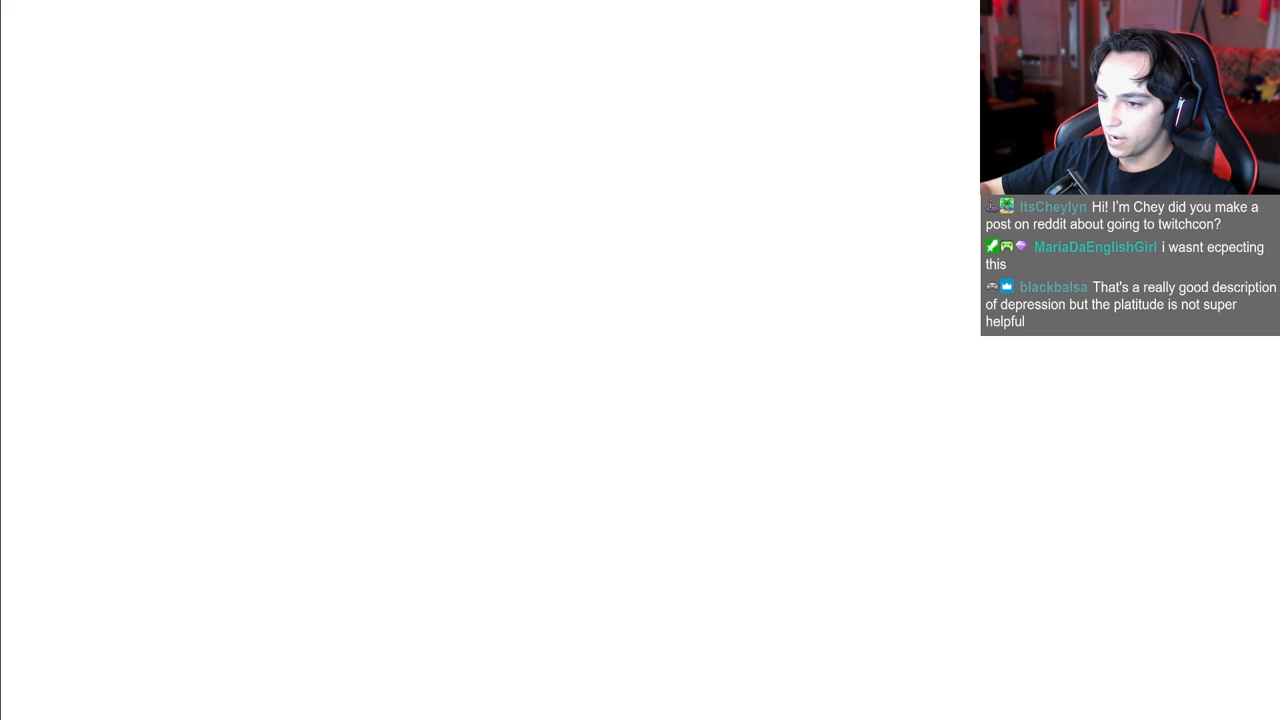 ItsCheylyn Hi! I'm Chey did you make a
post on reddit about going to twitchcon?
MariaDaEnglishGirl i wasnt ecpecting
this
blackbalsa That's a really good description
of depression but the platitude is not super
helpful